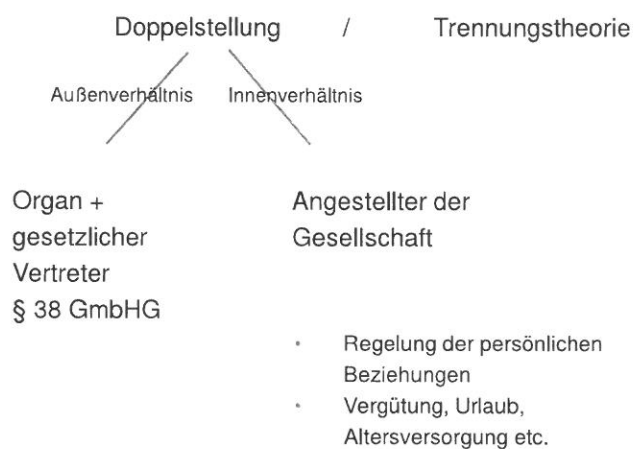 Doppelstellung / Trennungstheorie
Außenverhältnis Innenverhältnis
Organ +
gesetzlicher
Vertreter
§ 38 GmbHG
Angestellter der
Gesellschaft
· Regelung der persönlichen
Beziehungen
· Vergütung, Urlaub,
Altersversorgung etc.